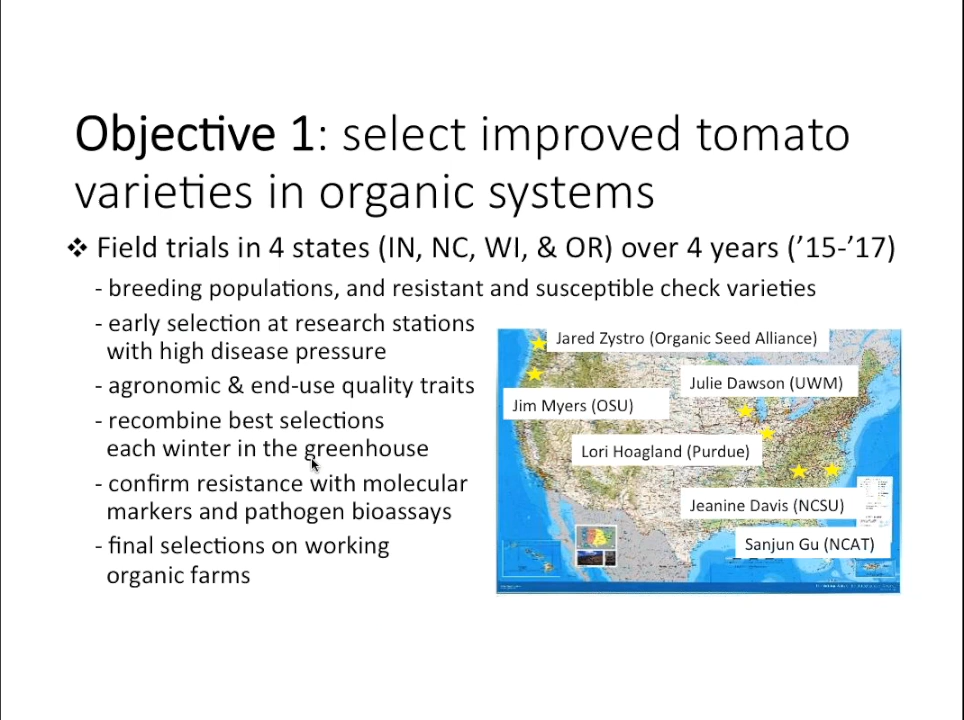 Objective 1: select improved tomato
varieties in organic systems
❖ Field trials in 4 states (IN, NC, WI, & OR) over 4 years (’15-’17)
- breeding populations, and resistant and susceptible check varieties
- early selection at research stations
with high disease pressure
- agronomic & end-use quality traits
- recombine best selections
each winter in the greenhouse
- confirm resistance with molecular
markers and pathogen bioassays
- final selections on working
organic farms
Jared Zystro (Organic Seed Alliance)
Julie Dawson (UWM)
Jim Myers (OSU)
Lori Hoagland (Purdue)
Jeanine Davis (NCSU)
Sanjun Gu (NCAT)